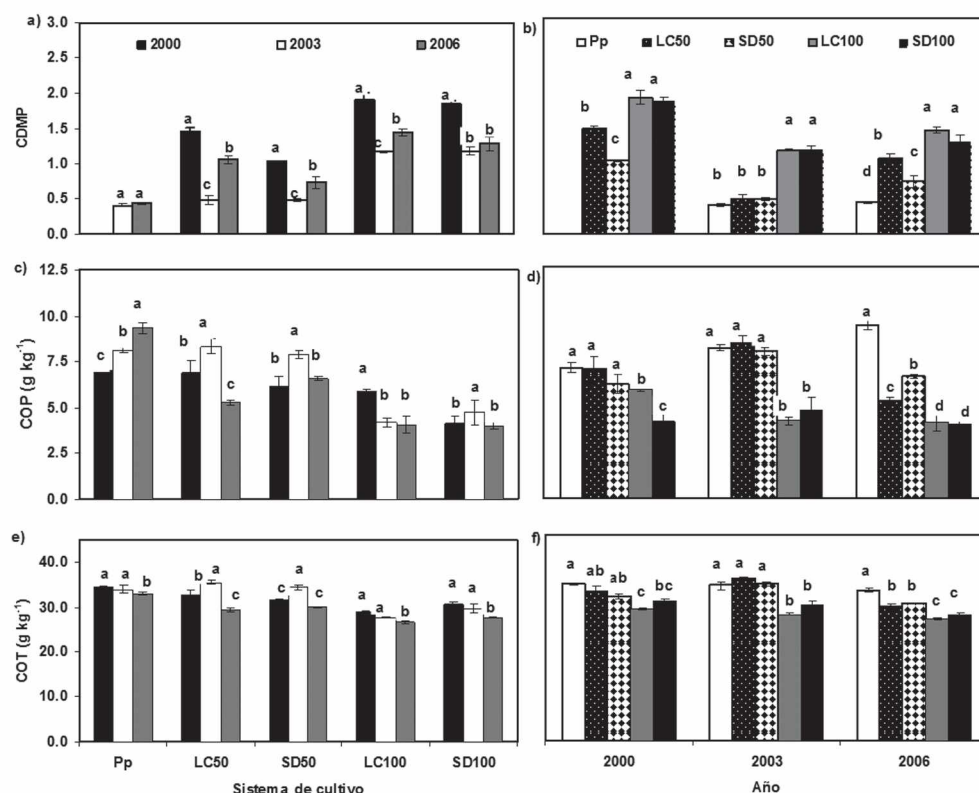 a)
3.0
2.5
2.0
1.5
1.0
0.5
0.0
CDMP
2000 2003 2006
a a
a c b
a c b
a c b
a b b
b)
Pp LC50 SD50 LC100 SD100
b c a a
b b b a a
d b c a a
c)
12.5
10.0
7.5
5.0
2.5
0.0
COP (g kg-1)
c b a
b a c
b a b
a b b
b a b
d)
a a a b c
a a a b b
a c b d d
e)
40.0
30.0
20.0
10.0
0.0
COT (g kg-1)
a a b
b a c
c a c
a a b
a a b
Pp LC50 SD50 LC100 SD100
Sistema de cultivo
f)
a ab ab c bc
a a a b b
a b b c c
2000 2003 2006
Año